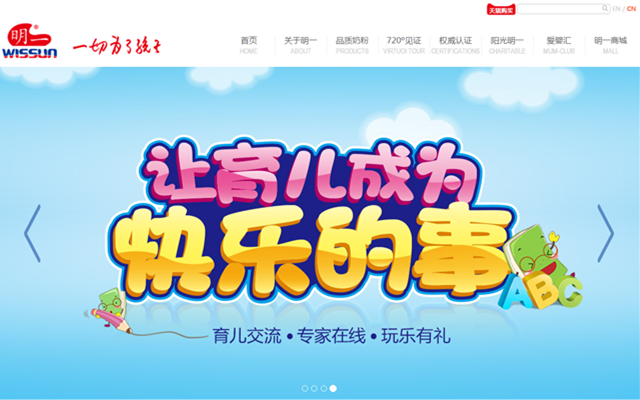 天猫购买
EN / CN
明一
WISSUN
一切为了孩子
首页 关于明一 品质奶粉 720°见证 权威认证 阳光明一 爱婴汇 明一商城
HOME ABOUT PRODUCTS VIRTUOI TOUR CERTIFICATIONS CHARITABLE MUM-CLUB MALL
让育儿成为
快乐的事
ABC
育儿交流 • 专家在线 • 玩乐有礼